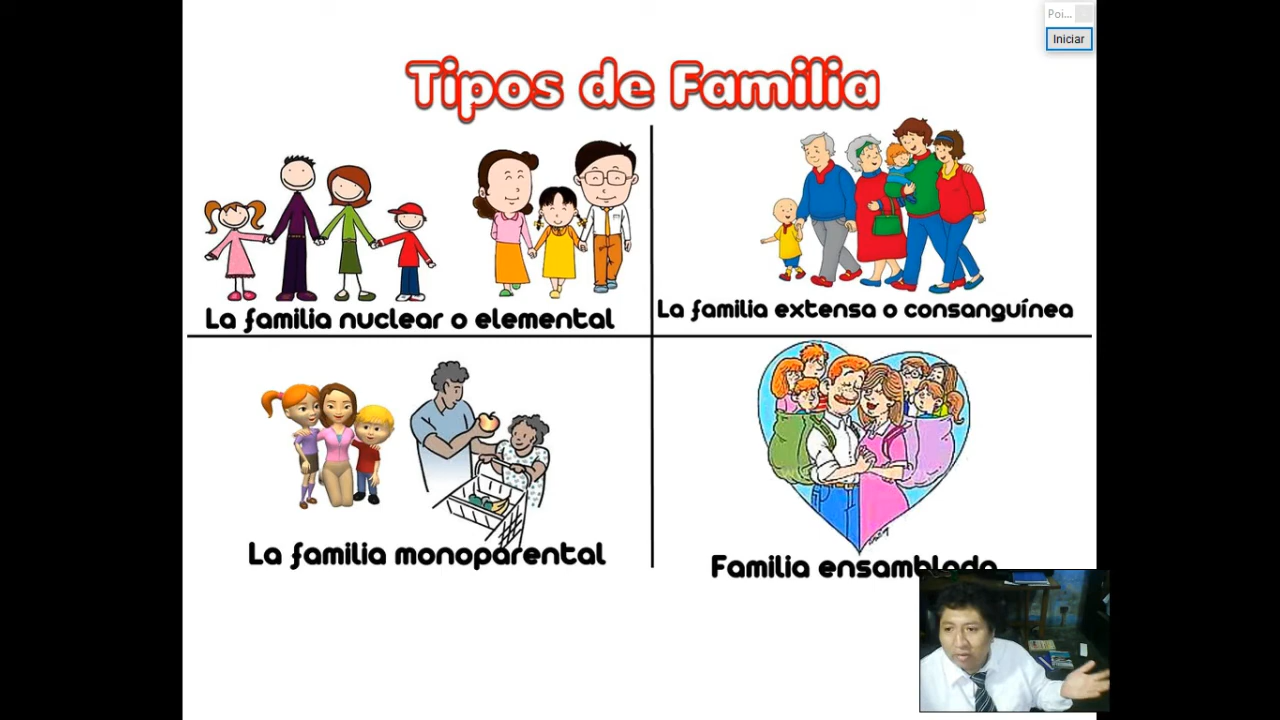 Poi...
Iniciar
Tipos de Familia
La familia nuclear o elemental
La familia extensa o consanguínea
La familia monoparental
Familia ensamblada